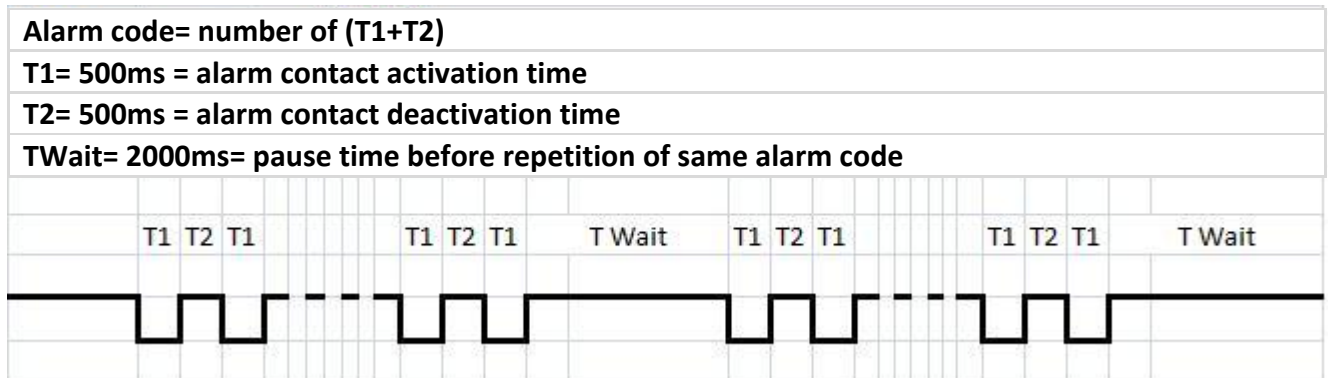 Alarm code= number of (T1+T2)
T1= 500ms = alarm contact activation time
T2= 500ms = alarm contact deactivation time
TWait= 2000ms= pause time before repetition of same alarm code
T1 T2 T1 T1 T2 T1 T Wait T1 T2 T1 T1 T2 T1 T Wait